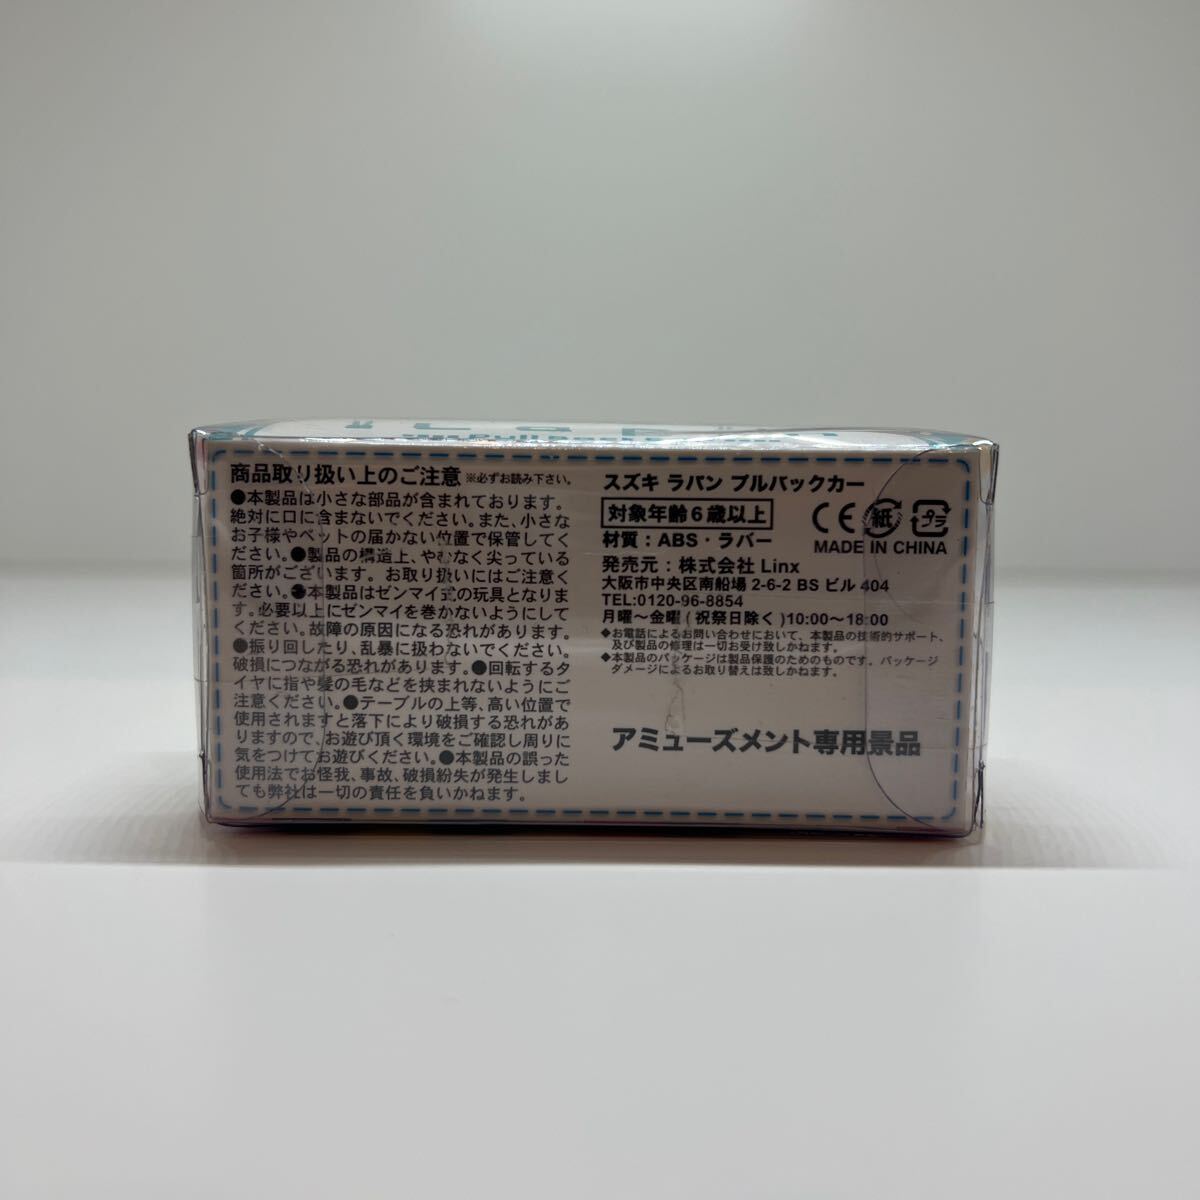 商品取り扱い上のご注意 ※必ずお読み下さい。
●本製品は小さな部品が含まれております。
絶対に口に含まないでください。また、小さな
お子様やペットの届かない位置で保管してく
ださい。●製品の構造上、やむなく尖っている
箇所がございます。お取り扱いにはご注意く
ださい。●本製品はゼンマイ式の玩具となりま
す。必要以上にゼンマイを巻かないようにして
ください。故障の原因になる恐れがあります。
●振り回したり、乱暴に扱わないでください。
破損につながる恐れがあります。●回転するタ
イヤに指や髪の毛などを挟まれないようにご
注意ください。●テーブルの上等、高い位置で
使用されますと落下により破損する恐れがあ
りますので、お遊び頂く環境をご確認し周りに
気をつけてお遊びください。●本製品の誤った
使用法でお怪我、事故、破損紛失が発生しまし
ても弊社は一切の責任を負いかねます。
スズキ ラパン プルバックカー
対象年齢6歳以上
材質：ABS・ラバー
CE 紙 プラ
MADE IN CHINA
発売元：株式会社 Linx
大阪市中央区南船場 2-6-2 BS ビル 404
TEL:0120-96-8854
月曜～金曜(祝祭日除く)10:00～18:00
◆お電話によるお問い合わせにおいて、本製品の技術的サポート、
及び製品の修理は一切お受け致しかねます。
◆本製品のパッケージは製品保護のためのものです。パッケージ
ダメージによるお取り替えは致しかねます。
アミューズメント専用景品